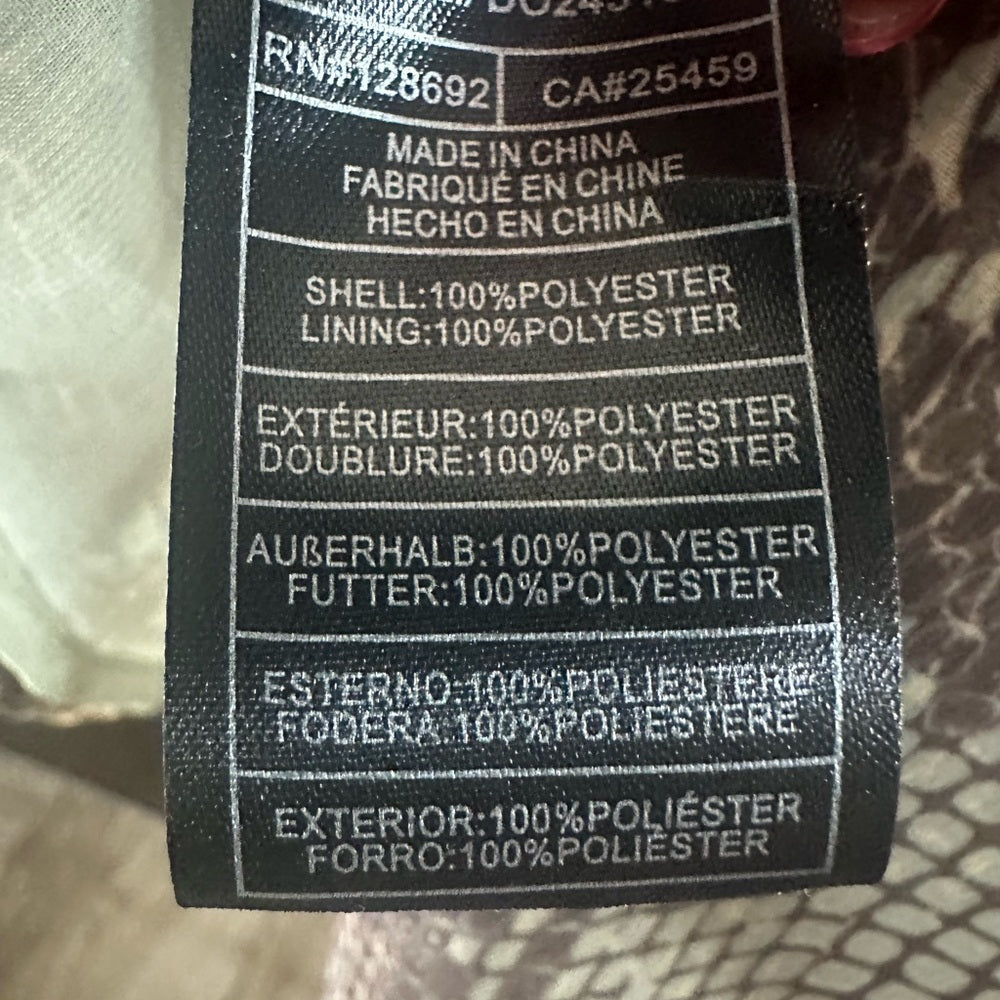 RN#128692 CA#25459
MADE IN CHINA
FABRIQUÉ EN CHINE
HECHO EN CHINA
SHELL:100%POLYESTER
LINING:100%POLYESTER
EXTÉRIEUR:100%POLYESTER
DOUBLURE:100%POLYESTER
AUßERHALB:100%POLYESTER
FUTTER:100%POLYESTER
ESTERNO:100%POLIESTERE
FODERA:100%POLIESTERE
EXTERIOR:100%POLIÉSTER
FORRO:100%POLIÉSTER